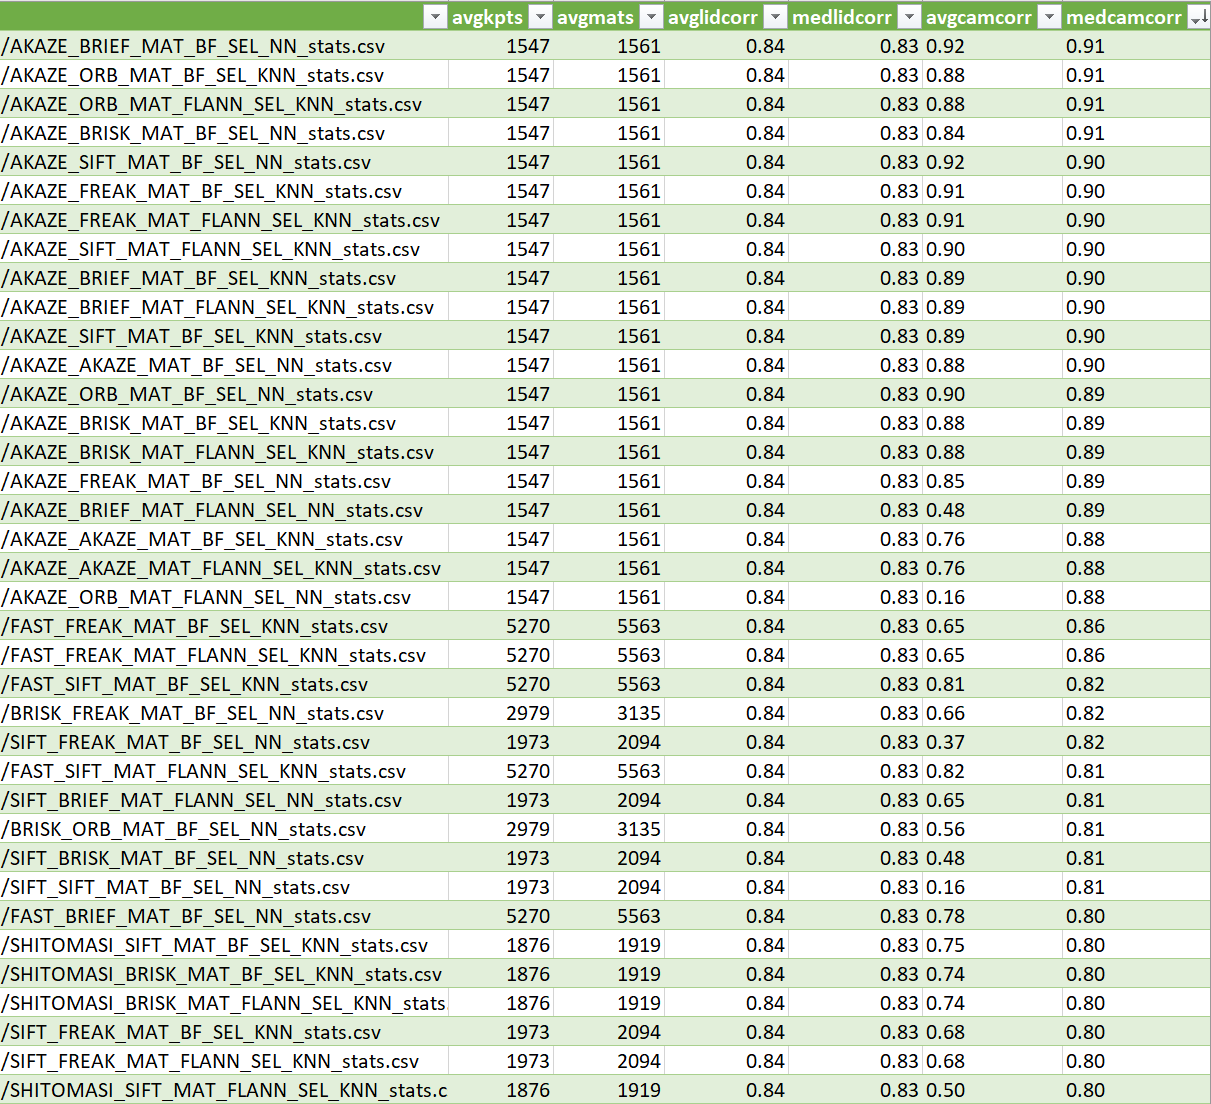 avgkpts avgmats avglidcorr medlidcorr avgcamcorr medcamcorr
/AKAZE_BRIEF_MAT_BF_SEL_NN_stats.csv 1547 1561 0.84 0.83 0.92 0.91
/AKAZE_ORB_MAT_BF_SEL_KNN_stats.csv 1547 1561 0.84 0.83 0.88 0.91
/AKAZE_ORB_MAT_FLANN_SEL_KNN_stats.csv 1547 1561 0.84 0.83 0.88 0.91
/AKAZE_BRISK_MAT_BF_SEL_NN_stats.csv 1547 1561 0.84 0.83 0.84 0.91
/AKAZE_SIFT_MAT_BF_SEL_NN_stats.csv 1547 1561 0.84 0.83 0.92 0.90
/AKAZE_FREAK_MAT_BF_SEL_KNN_stats.csv 1547 1561 0.84 0.83 0.91 0.90
/AKAZE_FREAK_MAT_FLANN_SEL_KNN_stats.csv 1547 1561 0.84 0.83 0.91 0.90
/AKAZE_SIFT_MAT_FLANN_SEL_KNN_stats.csv 1547 1561 0.84 0.83 0.90 0.90
/AKAZE_BRIEF_MAT_BF_SEL_KNN_stats.csv 1547 1561 0.84 0.83 0.89 0.90
/AKAZE_BRIEF_MAT_FLANN_SEL_KNN_stats.csv 1547 1561 0.84 0.83 0.89 0.90
/AKAZE_SIFT_MAT_BF_SEL_KNN_stats.csv 1547 1561 0.84 0.83 0.89 0.90
/AKAZE_AKAZE_MAT_BF_SEL_NN_stats.csv 1547 1561 0.84 0.83 0.88 0.90
/AKAZE_ORB_MAT_BF_SEL_NN_stats.csv 1547 1561 0.84 0.83 0.90 0.89
/AKAZE_BRISK_MAT_BF_SEL_KNN_stats.csv 1547 1561 0.84 0.83 0.88 0.89
/AKAZE_BRISK_MAT_FLANN_SEL_KNN_stats.csv 1547 1561 0.84 0.83 0.88 0.89
/AKAZE_FREAK_MAT_BF_SEL_NN_stats.csv 1547 1561 0.84 0.83 0.85 0.89
/AKAZE_BRIEF_MAT_FLANN_SEL_NN_stats.csv 1547 1561 0.84 0.83 0.48 0.89
/AKAZE_AKAZE_MAT_BF_SEL_KNN_stats.csv 1547 1561 0.84 0.83 0.76 0.88
/AKAZE_AKAZE_MAT_FLANN_SEL_KNN_stats.csv 1547 1561 0.84 0.83 0.76 0.88
/AKAZE_ORB_MAT_FLANN_SEL_NN_stats.csv 1547 1561 0.84 0.83 0.16 0.88
/FAST_FREAK_MAT_BF_SEL_KNN_stats.csv 5270 5563 0.84 0.83 0.65 0.86
/FAST_FREAK_MAT_FLANN_SEL_KNN_stats.csv 5270 5563 0.84 0.83 0.65 0.86
/FAST_SIFT_MAT_BF_SEL_KNN_stats.csv 5270 5563 0.84 0.83 0.81 0.82
/BRISK_FREAK_MAT_BF_SEL_NN_stats.csv 2979 3135 0.84 0.83 0.66 0.82
/SIFT_FREAK_MAT_BF_SEL_NN_stats.csv 1973 2094 0.84 0.83 0.37 0.82
/FAST_SIFT_MAT_FLANN_SEL_KNN_stats.csv 5270 5563 0.84 0.83 0.82 0.81
/SIFT_BRIEF_MAT_FLANN_SEL_NN_stats.csv 1973 2094 0.84 0.83 0.65 0.81
/BRISK_ORB_MAT_BF_SEL_NN_stats.csv 2979 3135 0.84 0.83 0.56 0.81
/SIFT_BRISK_MAT_BF_SEL_NN_stats.csv 1973 2094 0.84 0.83 0.48 0.81
/SIFT_SIFT_MAT_BF_SEL_NN_stats.csv 1973 2094 0.84 0.83 0.16 0.81
/FAST_BRIEF_MAT_BF_SEL_NN_stats.csv 5270 5563 0.84 0.83 0.78 0.80
/SHITOMASI_SIFT_MAT_BF_SEL_KNN_stats.csv 1876 1919 0.84 0.83 0.75 0.80
/SHITOMASI_BRISK_MAT_BF_SEL_KNN_stats.csv 1876 1919 0.84 0.83 0.74 0.80
/SHITOMASI_BRISK_MAT_FLANN_SEL_KNN_stats 1876 1919 0.84 0.83 0.74 0.80
/SIFT_FREAK_MAT_BF_SEL_KNN_stats.csv 1973 2094 0.84 0.83 0.68 0.80
/SIFT_FREAK_MAT_FLANN_SEL_KNN_stats.csv 1973 2094 0.84 0.83 0.68 0.80
/SHITOMASI_SIFT_MAT_FLANN_SEL_KNN_stats.c 1876 1919 0.84 0.83 0.50 0.80